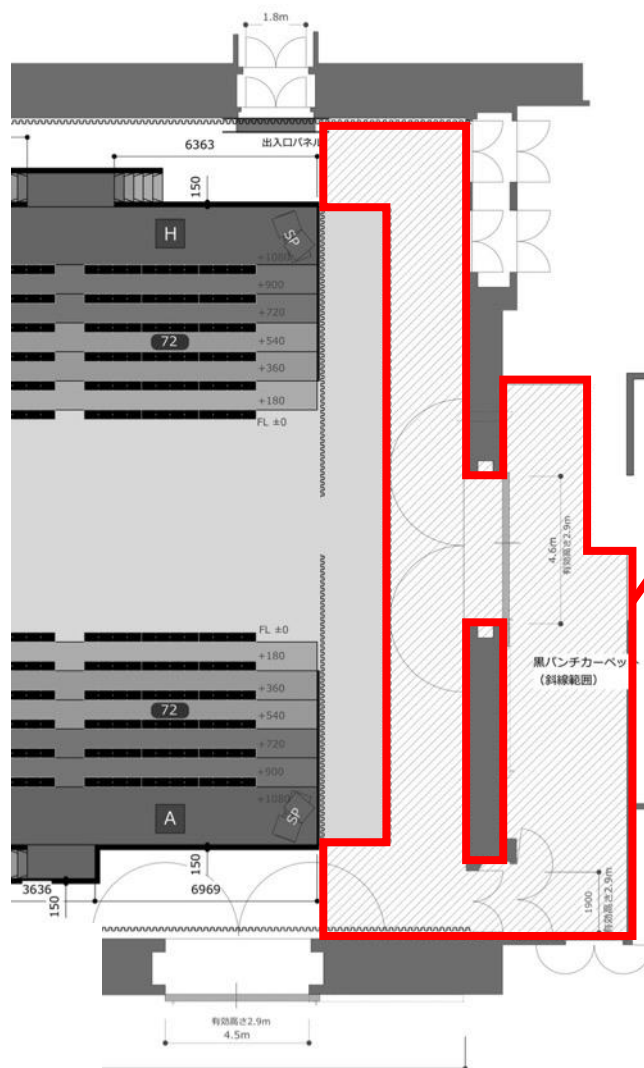 1.8m
6363
出入口パネル
150
H
SP
+1080
+900
+720
72
+540
+360
+180
FL ±0
4.6m
有効高さ2.9m
FL ±0
+180
+360
72
+540
+720
+900
+1080
A
SP
黒パンチカーペット
(斜線範囲)
150
3636
150
6969
1900
有効高さ2.9m
有効高さ2.9m
4.5m